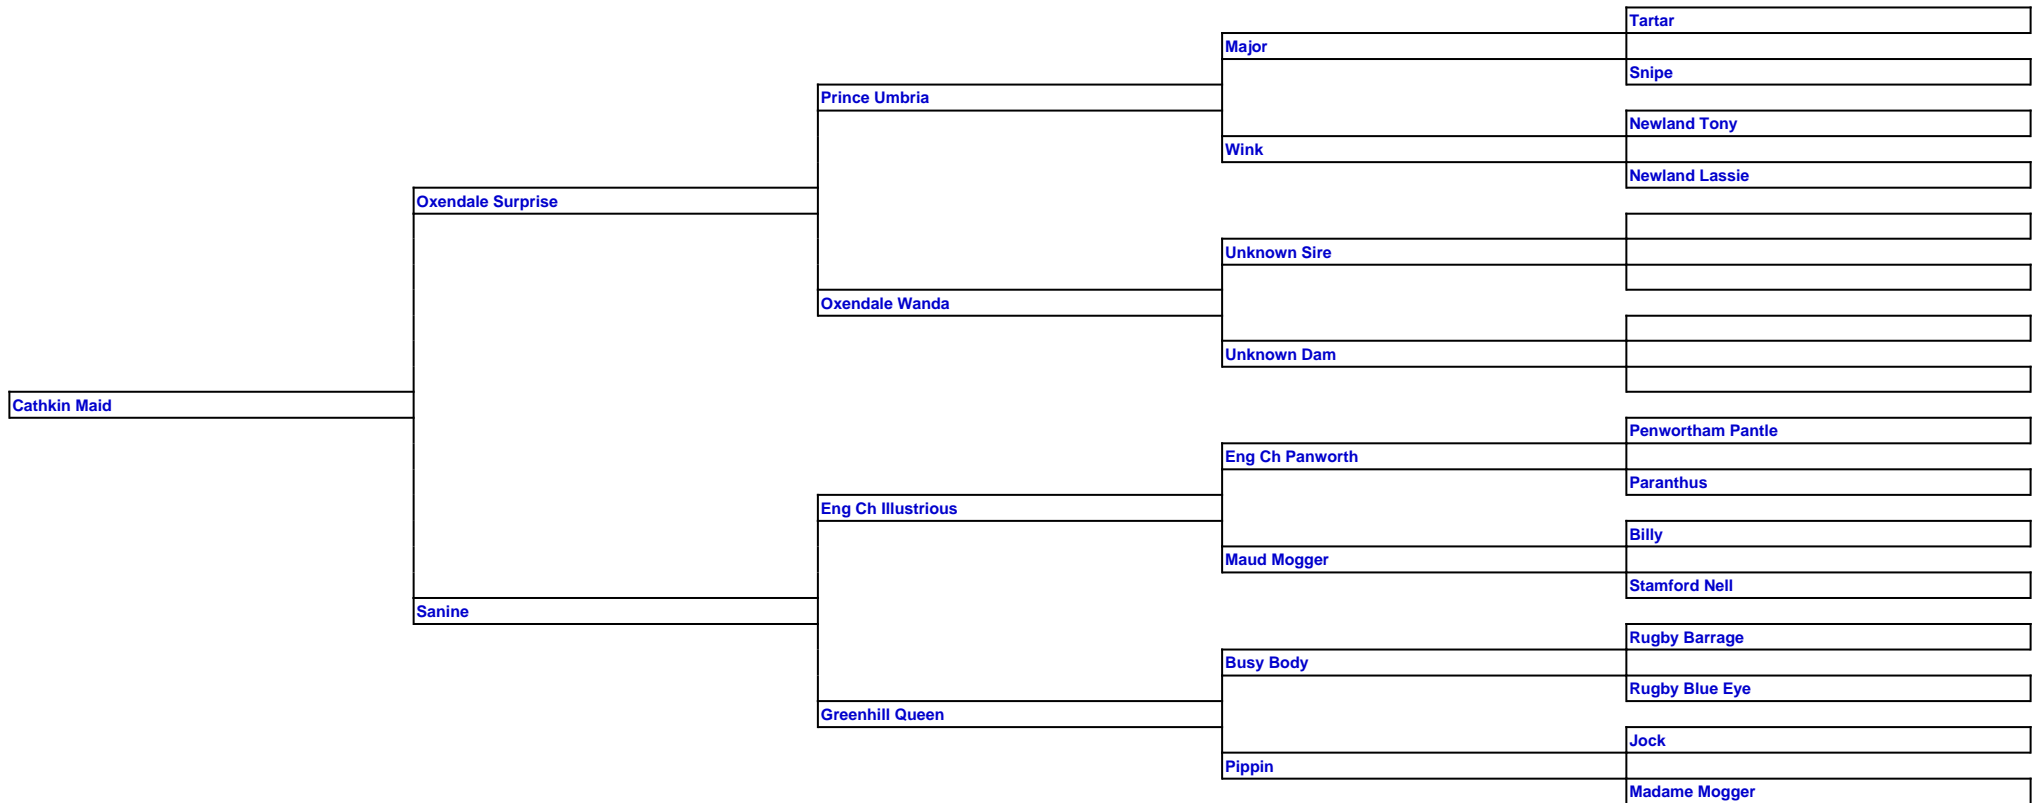 Tartar
Major
Snipe
Prince Umbria
Newland Tony
Wink
Newland Lassie
Oxendale Surprise
Unknown Sire
Oxendale Wanda
Unknown Dam
Cathkin Maid
Penwortham Pantle
Eng Ch Panworth
Paranthus
Eng Ch Illustrious
Billy
Maud Mogger
Stamford Nell
Sanine
Rugby Barrage
Busy Body
Rugby Blue Eye
Greenhill Queen
Jock
Pippin
Madame Mogger